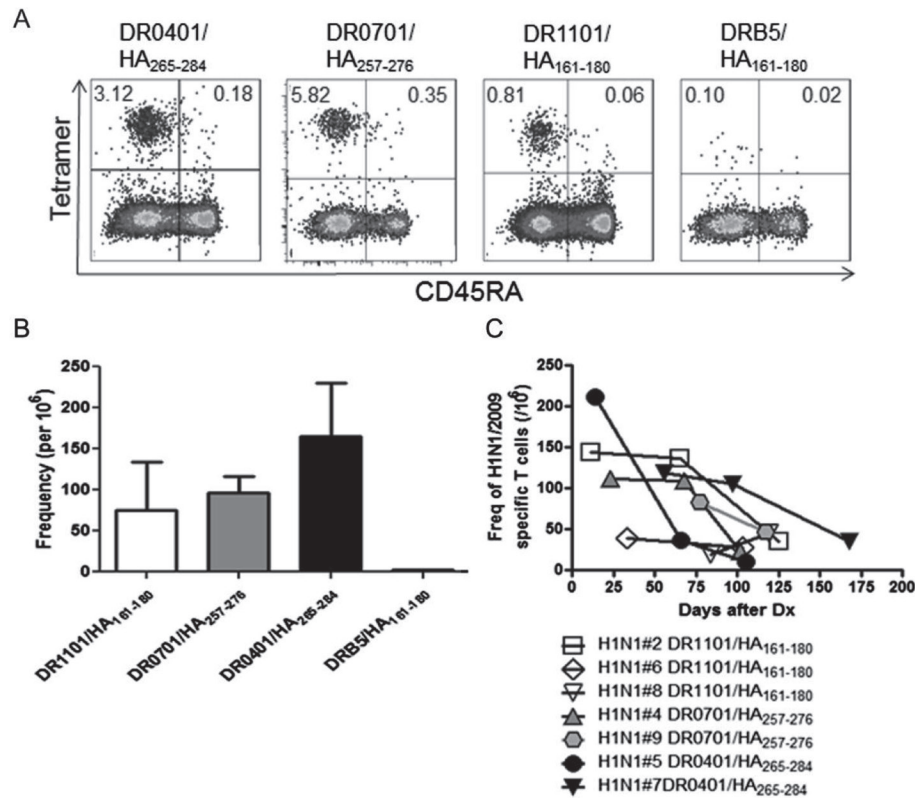 A
DR0401/ HA265-284
DR0701/ HA257-276
DR1101/ HA161-180
DRB5/ HA161-180
3.12 0.18
5.82 0.35
0.81 0.06
0.10 0.02
Tetramer
CD45RA
B
Frequency (per 10^6)
250
200
150
100
50
0
DR1101/HA161-180
DR0701/HA257-276
DR0401/HA265-284
DRB5/HA161-180
C
Freq of H1N1/2009
specific T cells (/10^6)
250
200
150
100
50
0
0 25 50 75 100 125 150 175 200
Days after Dx
H1N1#2 DR1101/HA161-180
H1N1#6 DR1101/HA161-180
H1N1#8 DR1101/HA161-180
H1N1#4 DR0701/HA257-276
H1N1#9 DR0701/HA257-276
H1N1#5 DR0401/HA265-284
H1N1#7DR0401/HA265-284